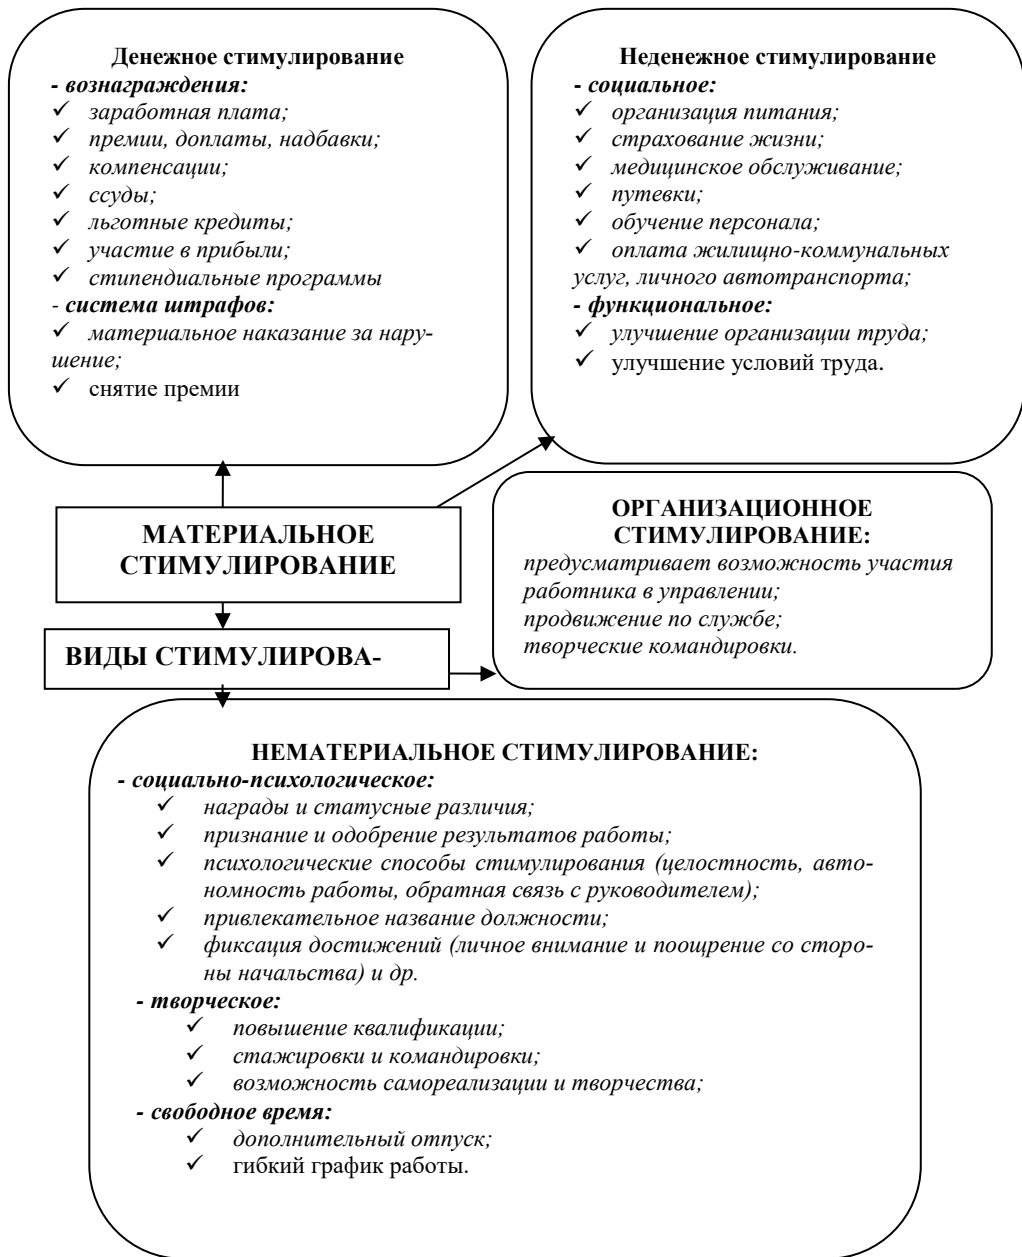 Денежное стимулирование
- вознаграждения:
✓ заработная плата;
✓ премии, доплаты, надбавки;
✓ компенсации;
✓ ссуды;
✓ льготные кредиты;
✓ участие в прибыли;
✓ стипендиальные программы
- система штрафов:
✓ материальное наказание за нару-
шение;
✓ снятие премии
Неденежное стимулирование
- социальное:
✓ организация питания;
✓ страхование жизни;
✓ медицинское обслуживание;
✓ путевки;
✓ обучение персонала;
✓ оплата жилищно-коммунальных
услуг, личного автотранспорта;
- функциональное:
✓ улучшение организации труда;
✓ улучшение условий труда.
МАТЕРИАЛЬНОЕ
СТИМУЛИРОВАНИЕ
ОРГАНИЗАЦИОННОЕ
СТИМУЛИРОВАНИЕ:
предусматривает возможность участия
работника в управлении;
продвижение по службе;
творческие командировки.
ВИДЫ СТИМУЛИРОВА-
НЕМАТЕРИАЛЬНОЕ СТИМУЛИРОВАНИЕ:
- социально-психологическое:
✓ награды и статусные различия;
✓ признание и одобрение результатов работы;
✓ психологические способы стимулирования (целостность, авто-
номность работы, обратная связь с руководителем);
✓ привлекательное название должности;
✓ фиксация достижений (личное внимание и поощрение со сторо-
ны начальства) и др.
- творческое:
✓ повышение квалификации;
✓ стажировки и командировки;
✓ возможность самореализации и творчества;
- свободное время:
✓ дополнительный отпуск;
✓ гибкий график работы.